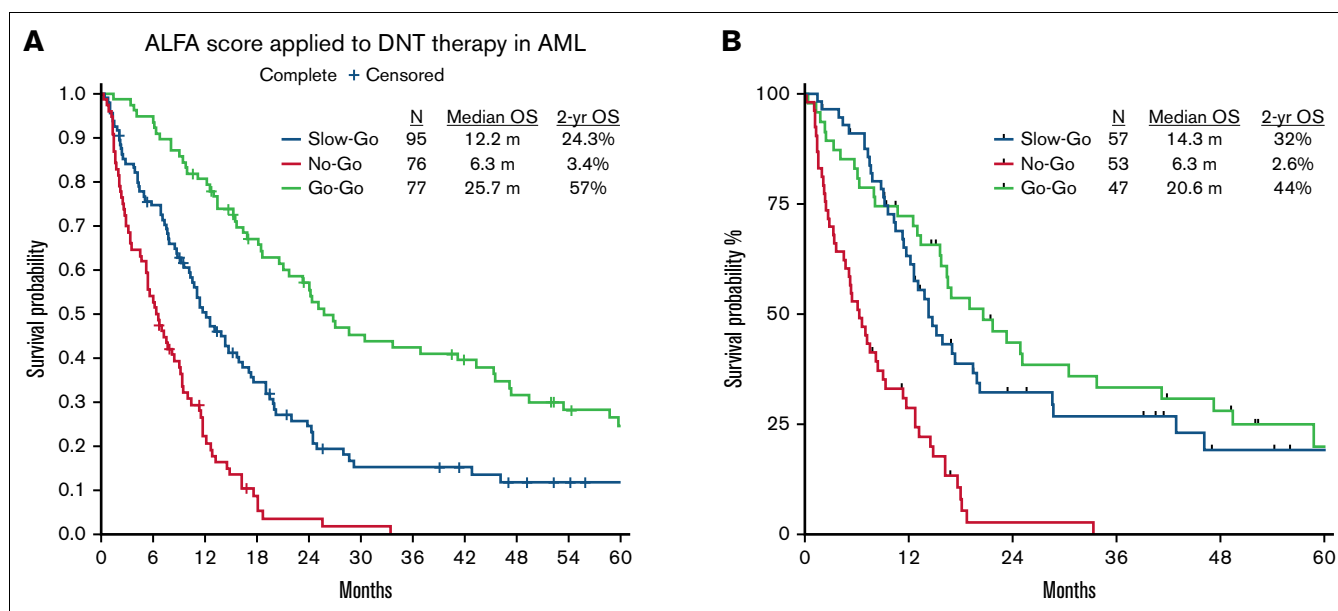 A
ALFA score applied to DNT therapy in AML
Complete + Censored
N Median OS 2-yr OS
Slow-Go 95 12.2 m 24.3%
No-Go 76 6.3 m 3.4%
Go-Go 77 25.7 m 57%
Survival probability
1.0
0.9
0.8
0.7
0.6
0.5
0.4
0.3
0.2
0.1
0.0
0 6 12 18 24 30 36 42 48 54 60
Months
B
N Median OS 2-yr OS
Slow-Go 57 14.3 m 32%
No-Go 53 6.3 m 2.6%
Go-Go 47 20.6 m 44%
Survival probability %
100
75
50
25
0
0 12 24 36 48 60
Months